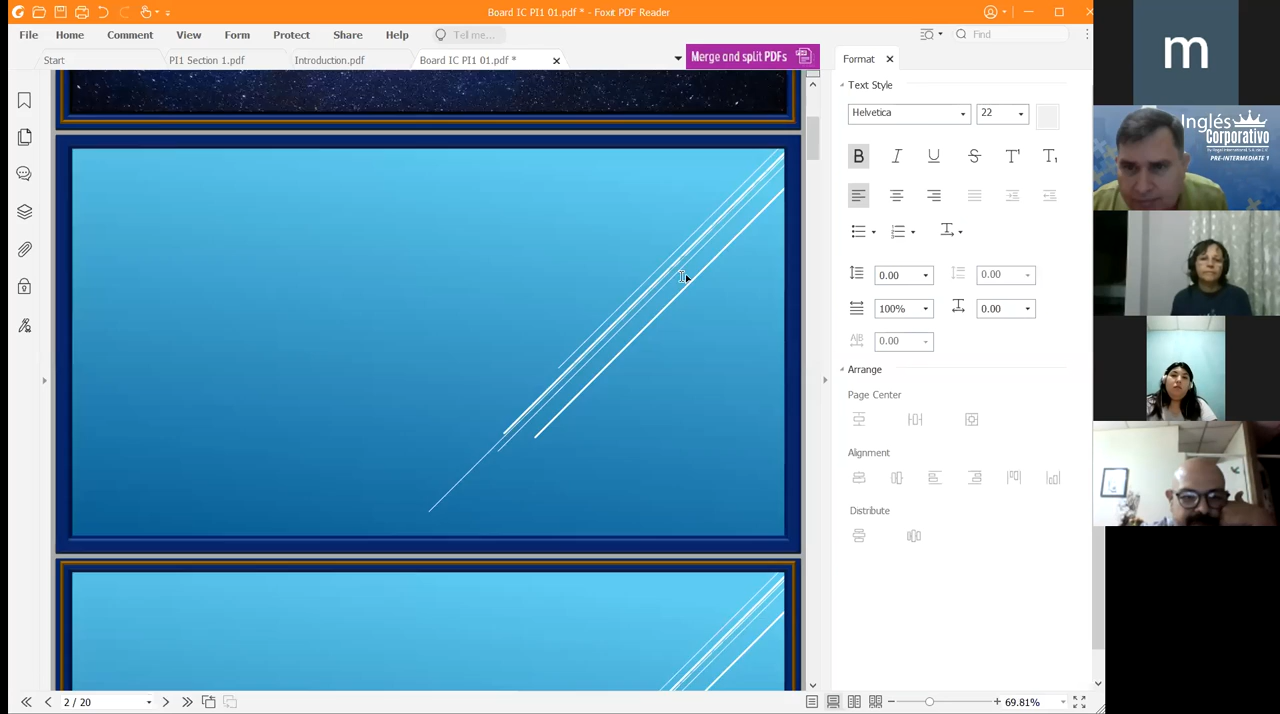 Board IC PI1 01.pdf * - Foxit PDF Reader
File Home Comment View Form Protect Share Help Tell me... Find
Start PI1 Section 1.pdf Introduction.pdf Board IC PI1 01.pdf * Merge and split PDFs
Format
Text Style
Helvetica 22
B I U S T T
0.00 0.00
100% 0.00
0.00
Arrange
Page Center
Alignment
Distribute
2 / 20
69.81%
m
Inglés
Corporativo
PRE-INTERMEDIATE 1